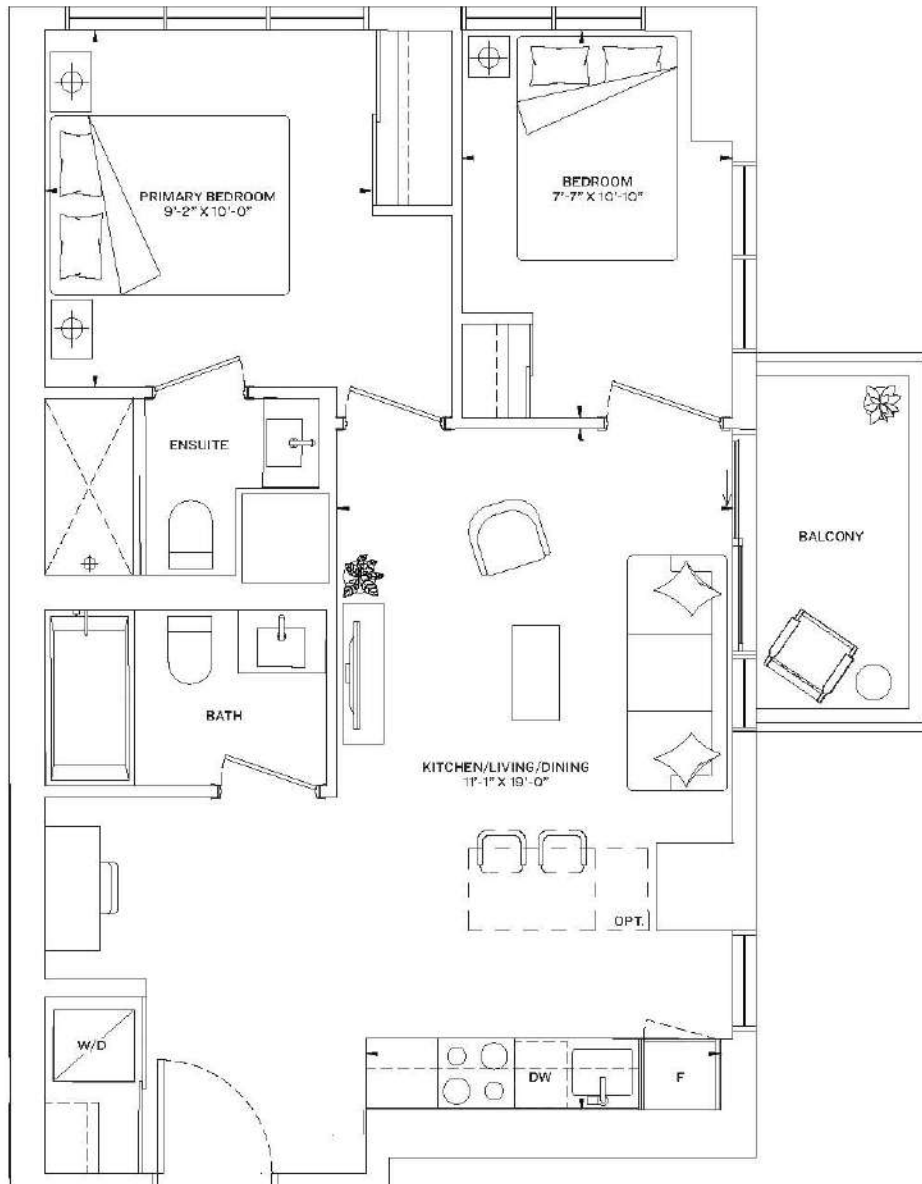 PRIMARY BEDROOM
9'-2" X 10'-0"
BEDROOM
7'-7" X 10'-10"
ENSUITE
BALCONY
BATH
KITCHEN/LIVING/DINING
11'-1" X 19'-0"
OPT.
W/D
DW
F